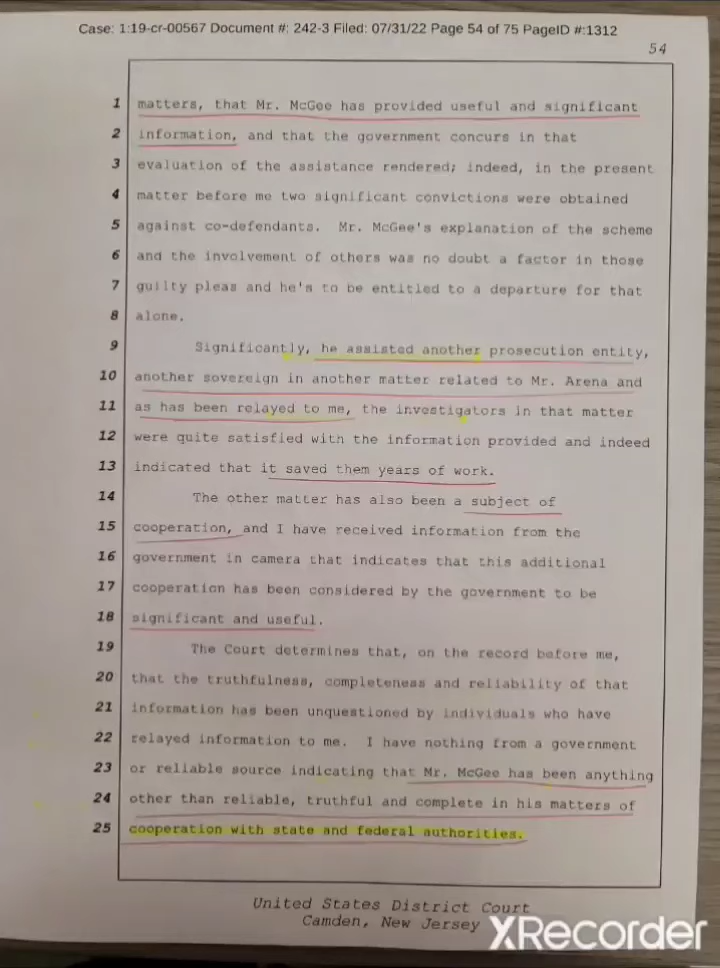 Case: 1:19-cr-00567 Document #: 242-3 Filed: 07/31/22 Page 54 of 75 PageID #:1312
54
1 matters, that Mr. McGee has provided useful and significant
2 information, and that the government concurs in that
3 evaluation of the assistance rendered; indeed, in the present
4 matter before me two significant convictions were obtained
5 against co-defendants. Mr. McGee's explanation of the scheme
6 and the involvement of others was no doubt a factor in those
7 guilty pleas and he's to be entitled to a departure for that
8 alone.
9 Significantly, he assisted another prosecution entity,
10 another sovereign in another matter related to Mr. Arena and
11 as has been relayed to me, the investigators in that matter
12 were quite satisfied with the information provided and indeed
13 indicated that it saved them years of work.
14 The other matter has also been a subject of
15 cooperation, and I have received information from the
16 government in camera that indicates that this additional
17 cooperation has been considered by the government to be
18 significant and useful.
19 The Court determines that, on the record before me,
20 that the truthfulness, completeness and reliability of that
21 information has been unquestioned by individuals who have
22 relayed information to me. I have nothing from a government
23 or reliable source indicating that Mr. McGee has been anything
24 other than reliable, truthful and complete in his matters of
25 cooperation with state and federal authorities.
United States District Court
Camden, New Jersey
XRecorder